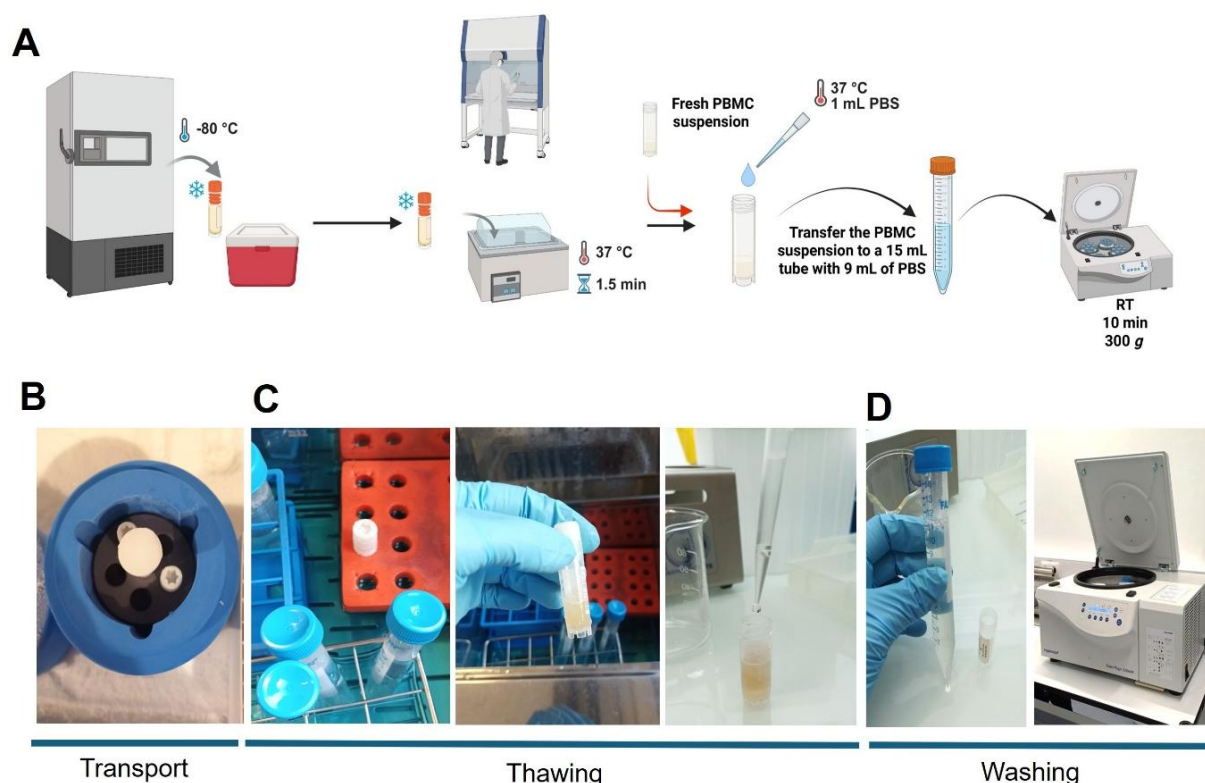 A
-80 °C
37 °C
1.5 min
Fresh PBMC
suspension
37 °C
1 mL PBS
Transfer the PBMC
suspension to a 15 mL
tube with 9 mL of PBS
RT
10 min
300 g
B
C
D
Transport
Thawing
Washing